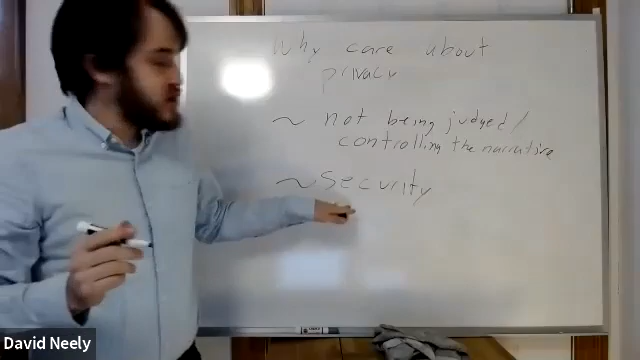 Why care about
privacy
~ not being judged/
controlling the narrative
~ security
David Neely